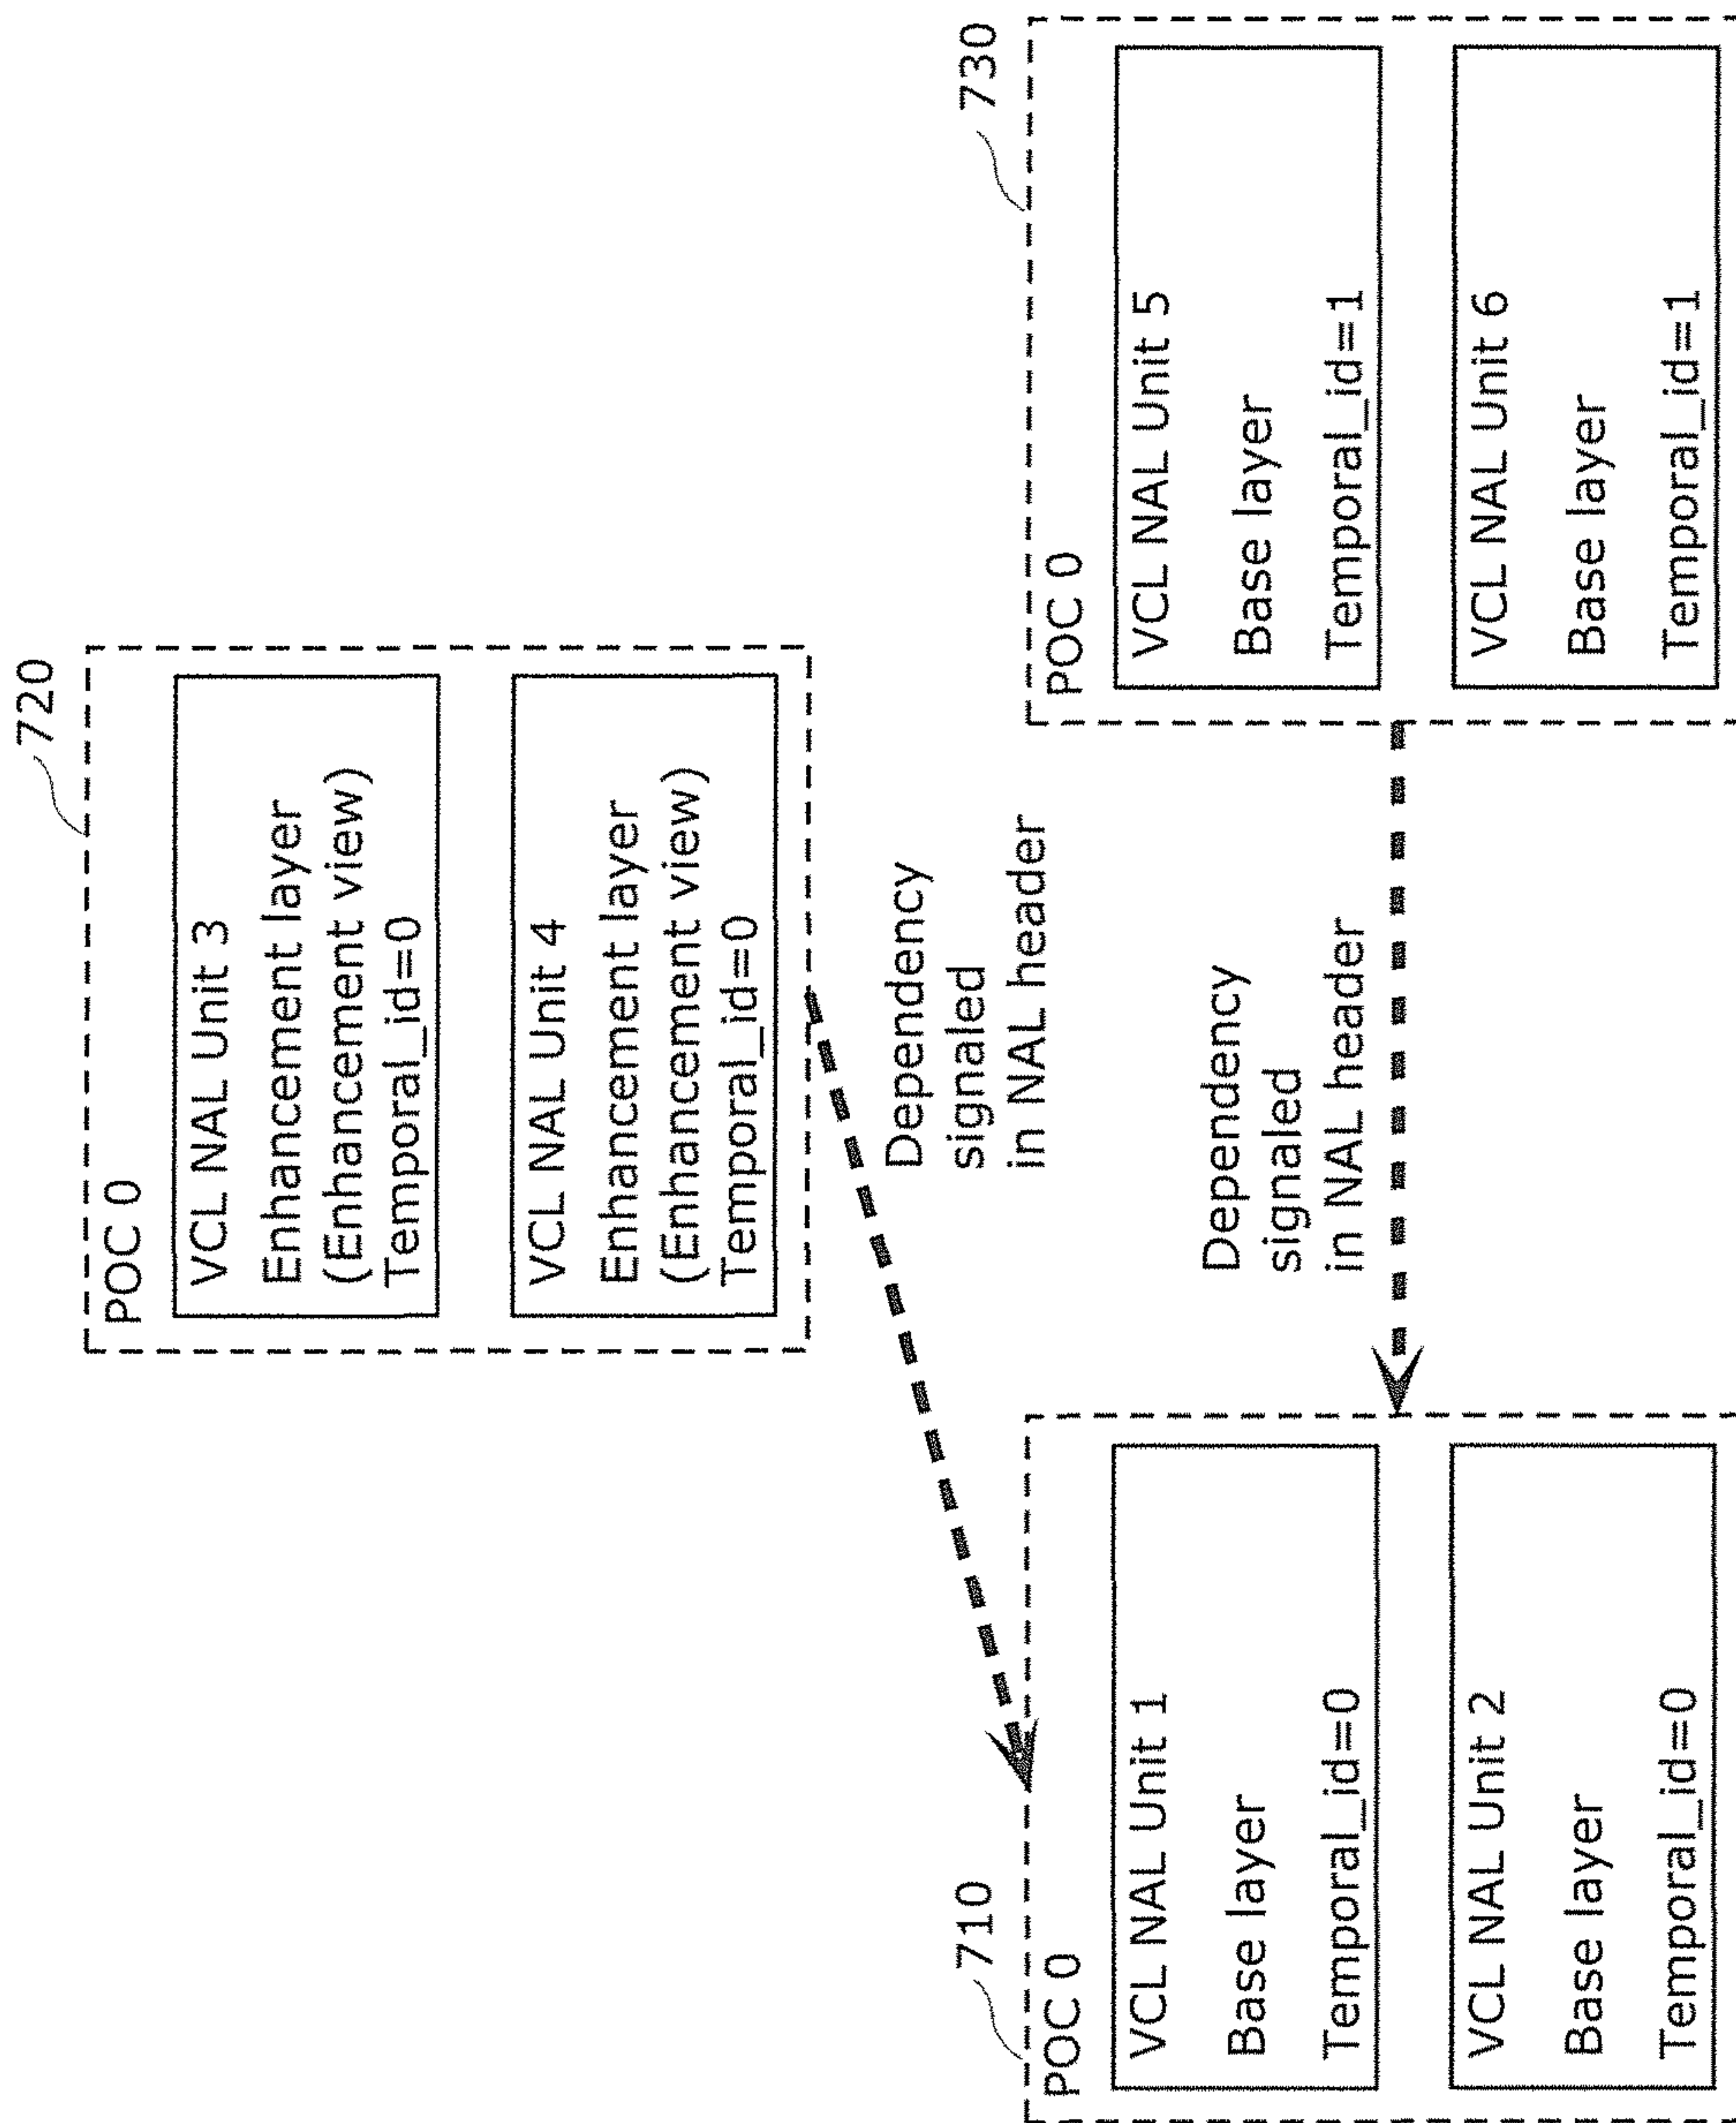 720
POC 0
VCL NAL Unit 3
Enhancement layer
(Enhancement view)
Temporal_id=0
VCL NAL Unit 4
Enhancement layer
(Enhancement view)
Temporal_id=0
Dependency
signaled
in NAL header
710
POC 0
VCL NAL Unit 1
Base layer
Temporal_id=0
VCL NAL Unit 2
Base layer
Temporal_id=0
Dependency
signaled
in NAL header
730
POC 0
VCL NAL Unit 5
Base layer
Temporal_id=1
VCL NAL Unit 6
Base layer
Temporal_id=1